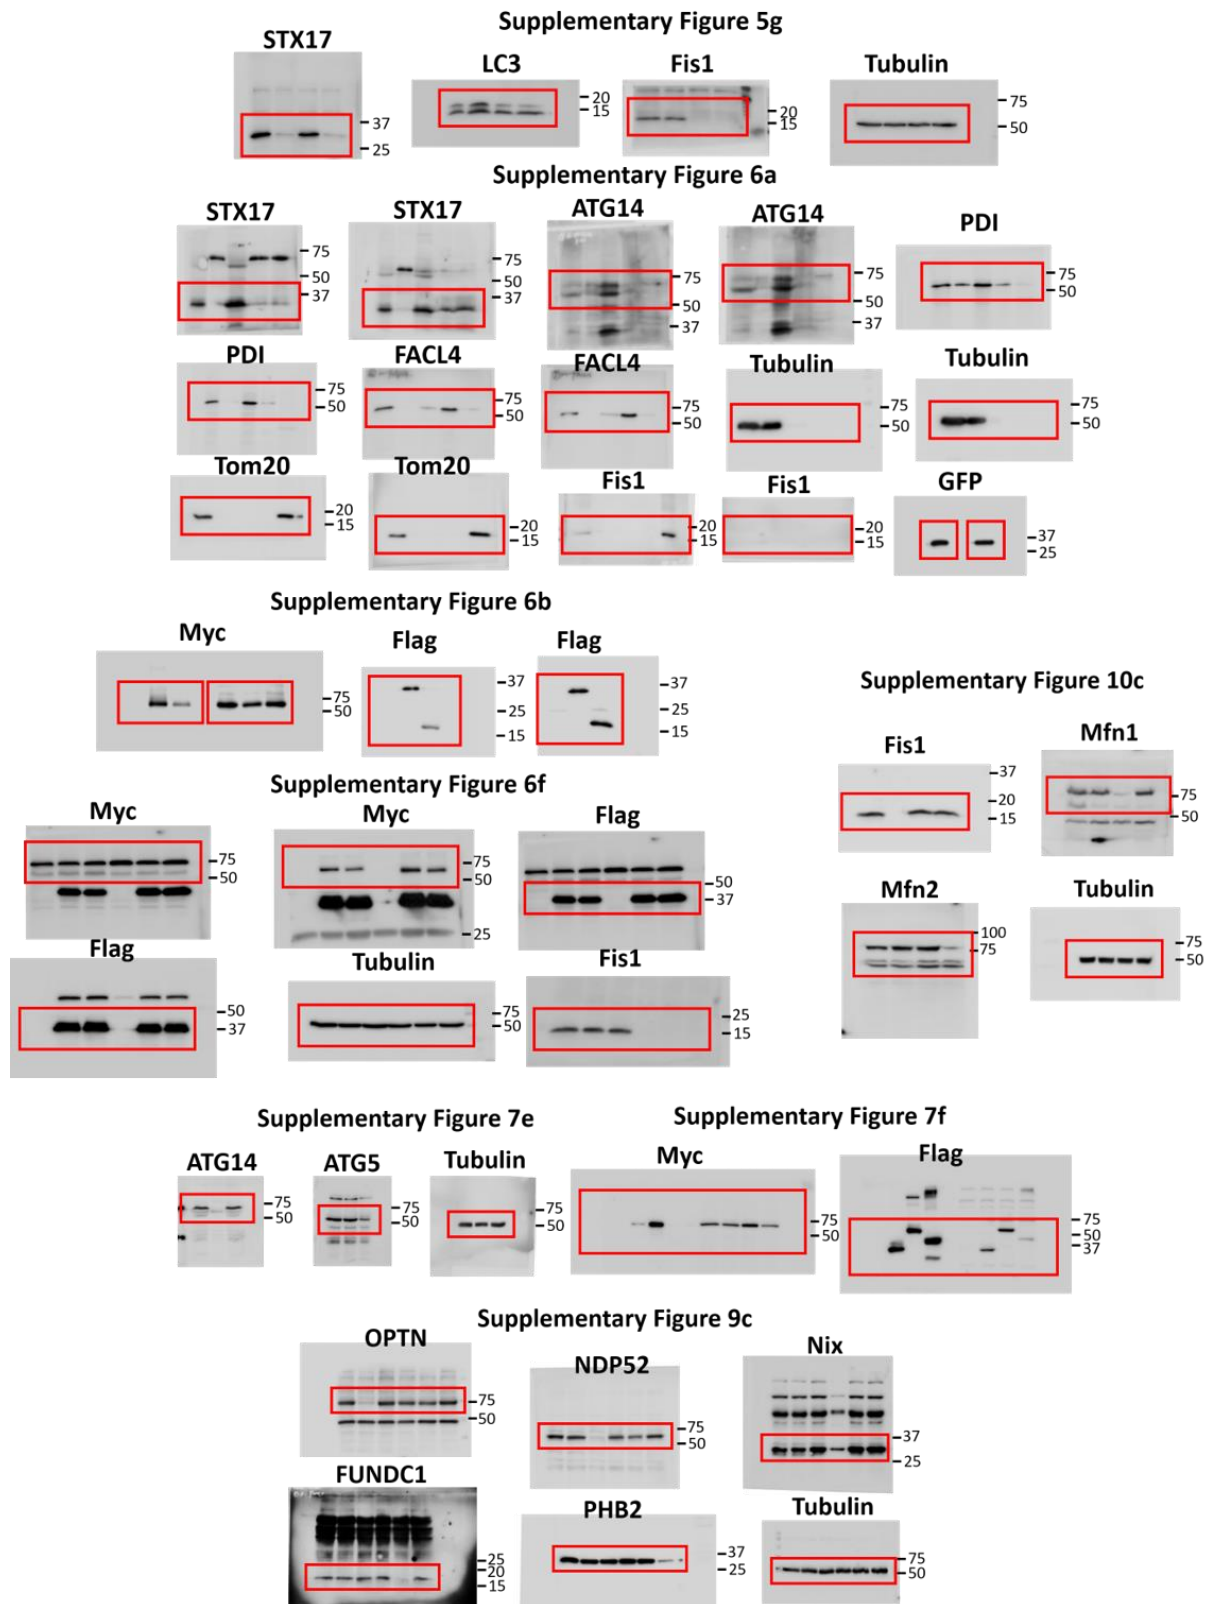 Supplementary Figure 5g
STX17
37
25
LC3
20
15
Fis1
20
15
Tubulin
75
50
Supplementary Figure 6a
STX17
75
50
37
STX17
75
50
37
ATG14
75
50
37
ATG14
75
50
37
PDI
75
50
PDI
75
50
FACL4
75
50
FACL4
75
50
Tubulin
75
50
Tubulin
75
50
Tom20
20
15
Tom20
20
15
Fis1
20
15
Fis1
20
15
GFP
37
25
Supplementary Figure 6b
Myc
75
50
Flag
37
25
15
Flag
37
25
15
Supplementary Figure 10c
Fis1
37
20
15
Mfn1
75
50
Mfn2
100
75
Tubulin
75
50
Supplementary Figure 6f
Myc
75
50
Myc
75
50
25
Flag
50
37
Flag
50
37
Tubulin
75
50
Fis1
25
15
Supplementary Figure 7e
ATG14
75
50
ATG5
75
50
Tubulin
50
Supplementary Figure 7f
Myc
75
50
Flag
75
50
37
Supplementary Figure 9c
OPTN
75
50
NDP52
75
50
Nix
37
25
FUNDC1
25
20
15
PHB2
37
25
Tubulin
75
50